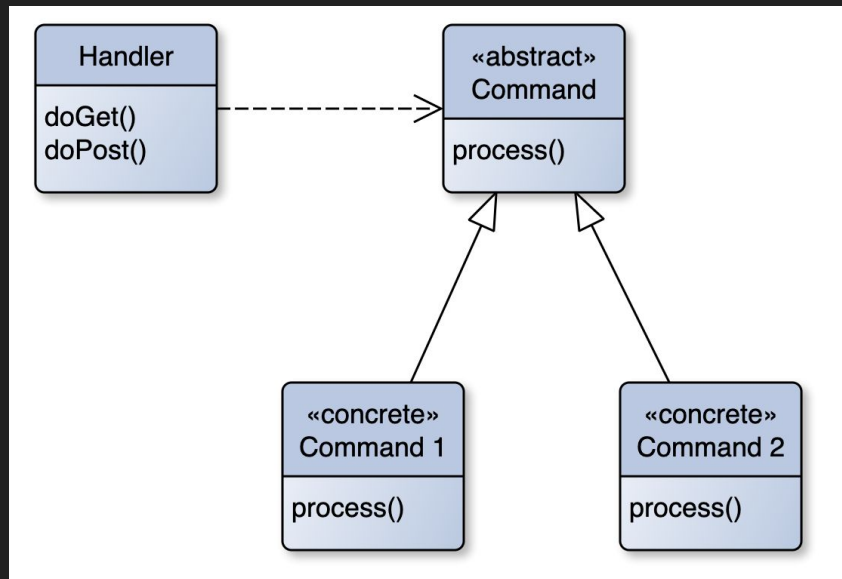 Handler
doGet()
doPost()
«abstract»
Command
process()
«concrete»
Command 1
process()
«concrete»
Command 2
process()